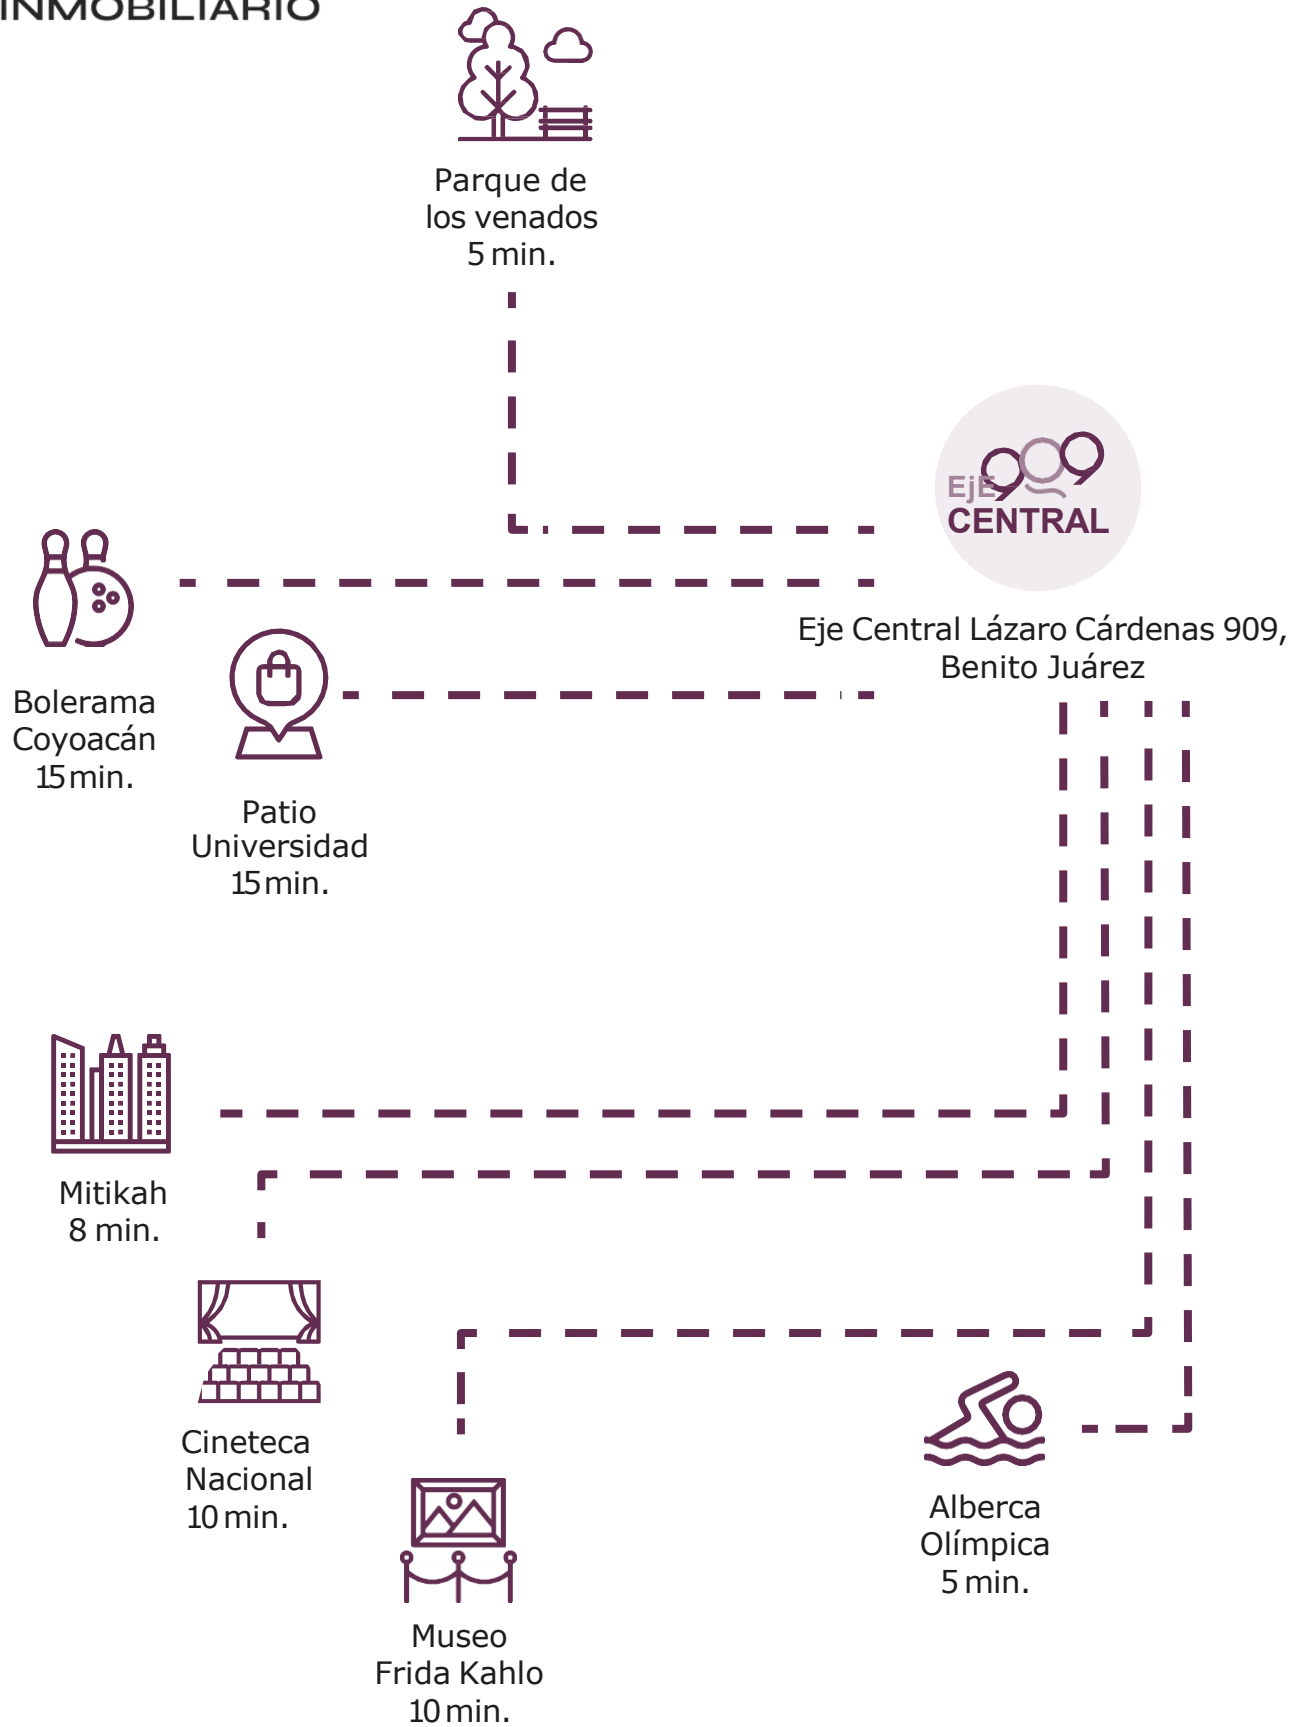 INMOBILIARIO
Parque de
los venados
5 min.
EjE 909
CENTRAL
Eje Central Lázaro Cárdenas 909,
Benito Juárez
Bolerama
Coyoacán
15 min.
Patio
Universidad
15 min.
Mitikah
8 min.
Cineteca
Nacional
10 min.
Museo
Frida Kahlo
10 min.
Alberca
Olímpica
5 min.